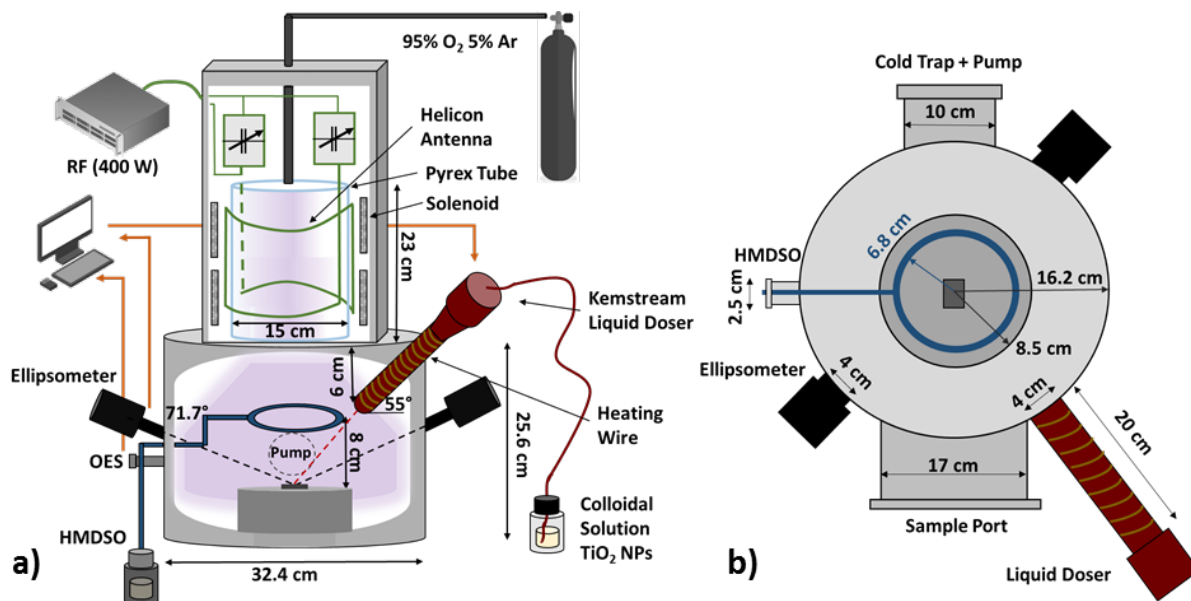 95% O₂ 5% Ar
RF (400 W)
Helicon
Antenna
Pyrex Tube
Solenoid
23 cm
15 cm
Kemstream
Liquid Doser
Ellipsometer
71.7°
6 cm
55°
Heating
Wire
8 cm
Pump
25.6 cm
OES
HMDSO
Colloidal
Solution
TiO₂ NPs
32.4 cm
a)
Cold Trap + Pump
10 cm
HMDSO
2.5 cm
6.8 cm
16.2 cm
8.5 cm
Ellipsometer
4 cm
4 cm
20 cm
17 cm
Sample Port
Liquid Doser
b)